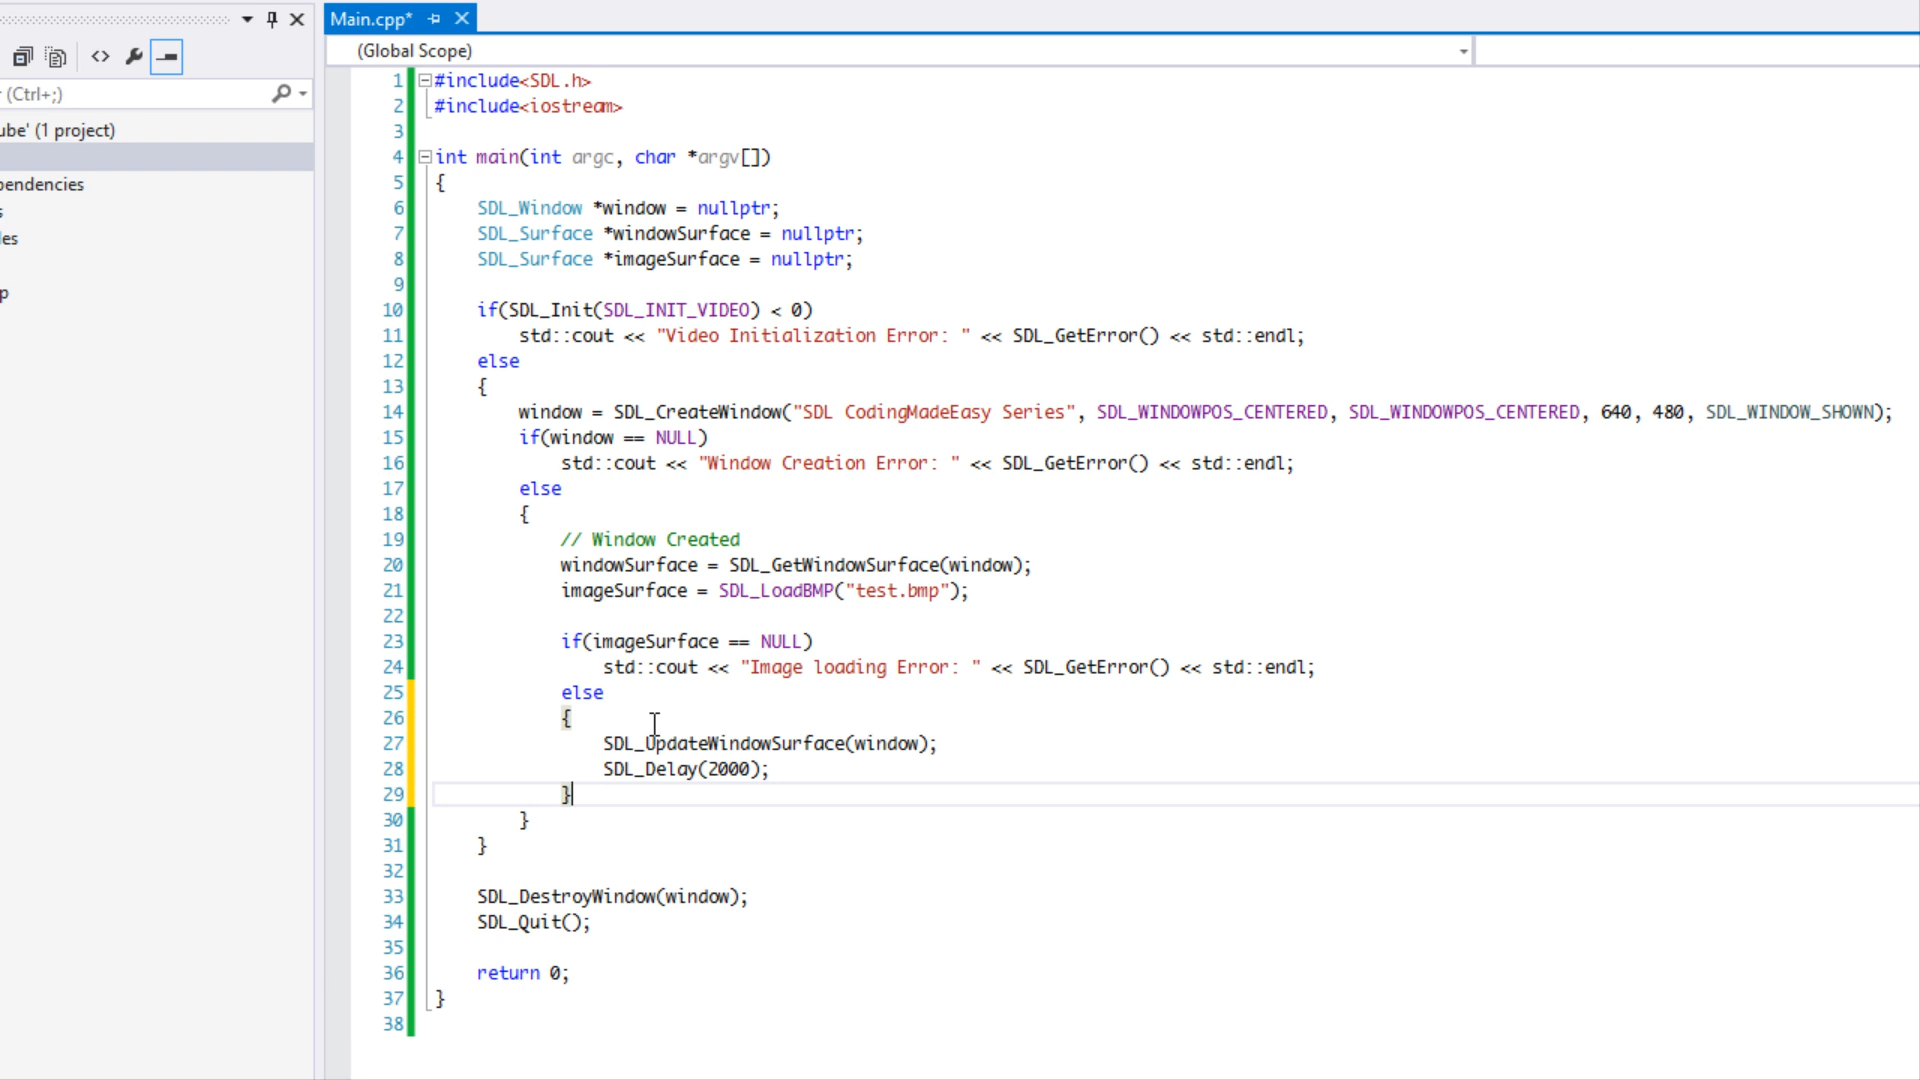 Main.cpp*
(Global Scope)
(Ctrl+;)
ube' (1 project)
pendencies
s
les
p
1 #include<SDL.h>
2 #include<iostream>
3
4 int main(int argc, char *argv[])
5 {
6 SDL_Window *window = nullptr;
7 SDL_Surface *windowSurface = nullptr;
8 SDL_Surface *imageSurface = nullptr;
9
10 if(SDL_Init(SDL_INIT_VIDEO) < 0)
11 std::cout << "Video Initialization Error: " << SDL_GetError() << std::endl;
12 else
13 {
14 window = SDL_CreateWindow("SDL CodingMadeEasy Series", SDL_WINDOWPOS_CENTERED, SDL_WINDOWPOS_CENTERED, 640, 480, SDL_WINDOW_SHOWN);
15 if(window == NULL)
16 std::cout << "Window Creation Error: " << SDL_GetError() << std::endl;
17 else
18 {
19 // Window Created
20 windowSurface = SDL_GetWindowSurface(window);
21 imageSurface = SDL_LoadBMP("test.bmp");
22
23 if(imageSurface == NULL)
24 std::cout << "Image loading Error: " << SDL_GetError() << std::endl;
25 else
26 {
27 SDL_UpdateWindowSurface(window);
28 SDL_Delay(2000);
29 }
30 }
31 }
32
33 SDL_DestroyWindow(window);
34 SDL_Quit();
35
36 return 0;
37 }
38